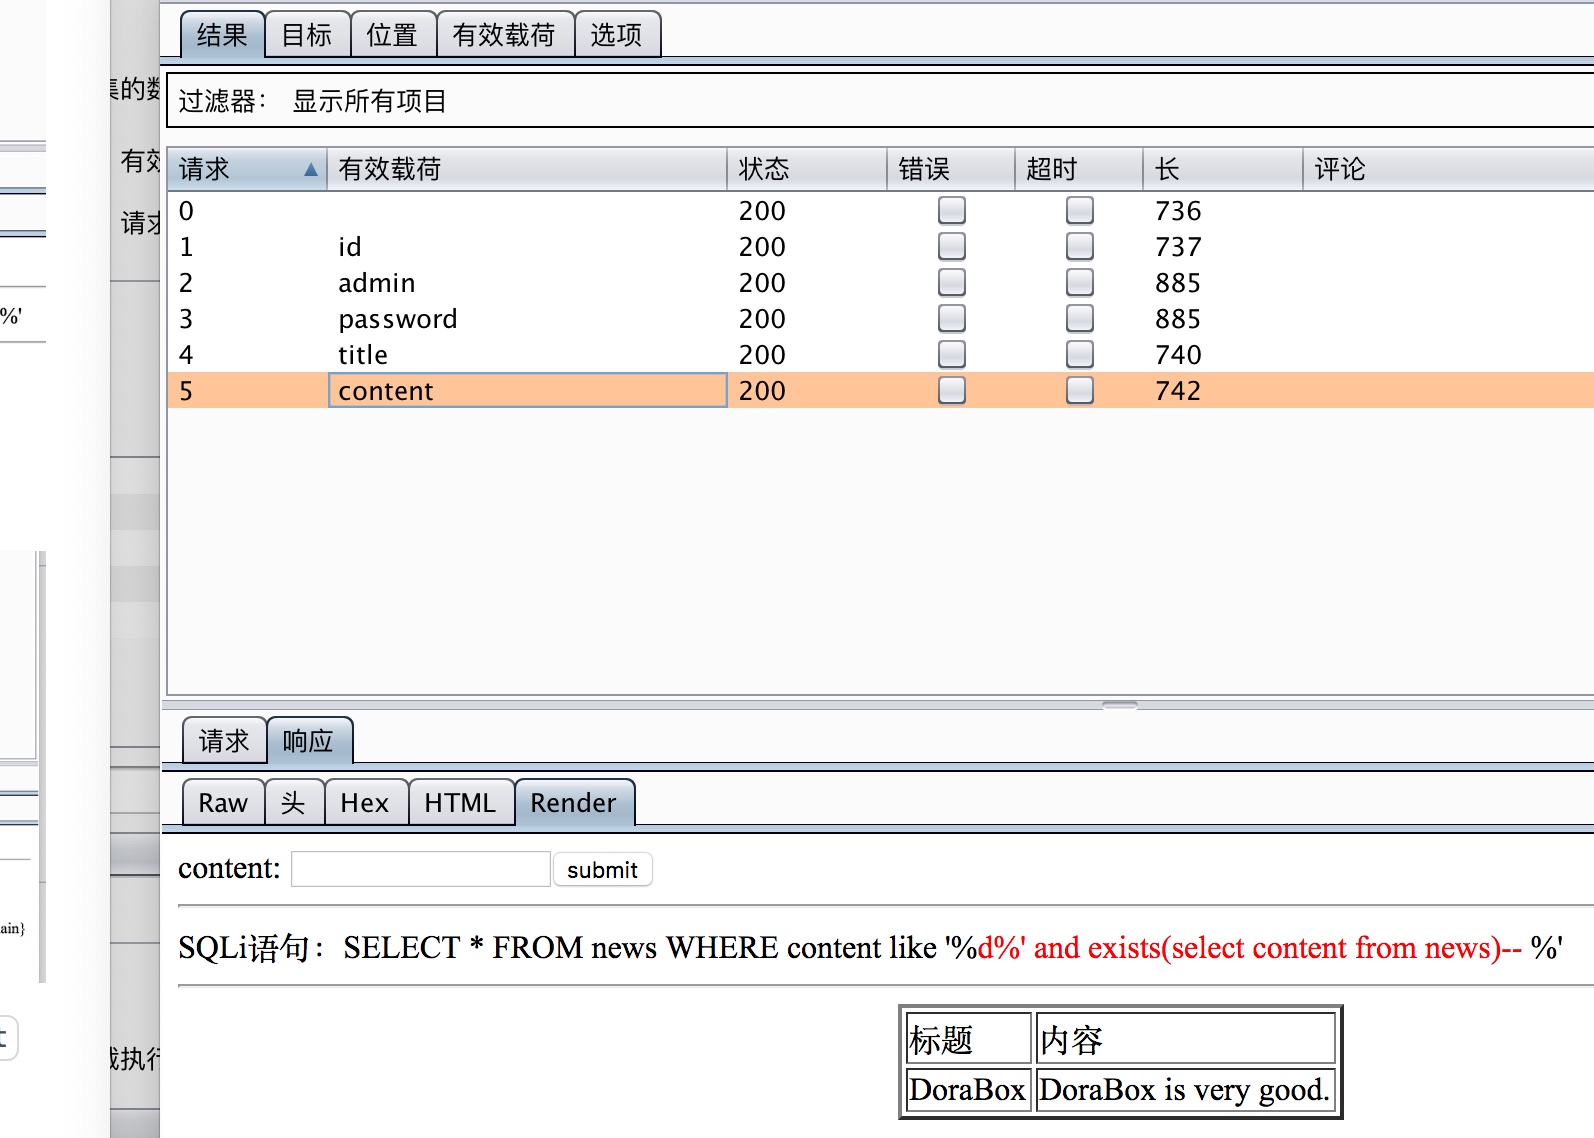 结果 目标 位置 有效载荷 选项
集的数
过滤器： 显示所有项目
有效
请求 有效载荷 状态 错误 超时 长 评论
请求
0 200 736
1 id 200 737
2 admin 200 885
%'
3 password 200 885
4 title 200 740
5 content 200 742
请求 响应
Raw 头 Hex HTML Render
content: submit
ain}
SQLi语句：SELECT * FROM news WHERE content like '%d%' and exists(select content from news)-- %'
t
标题 内容
载执行
DoraBox DoraBox is very good.